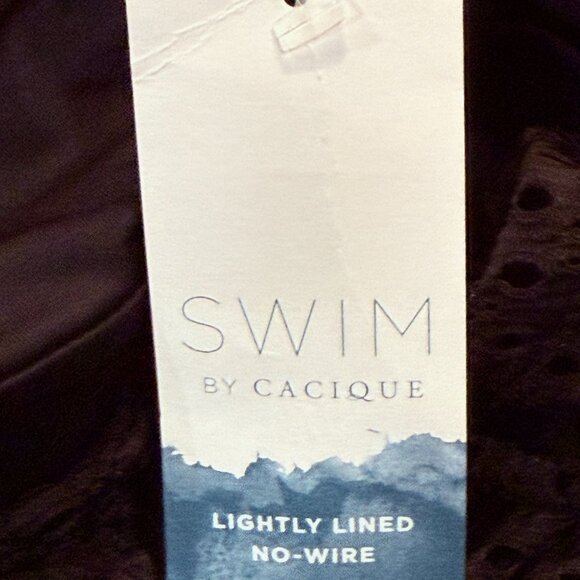 SWIM
BY CACIQUE
LIGHTLY LINED
NO-WIRE